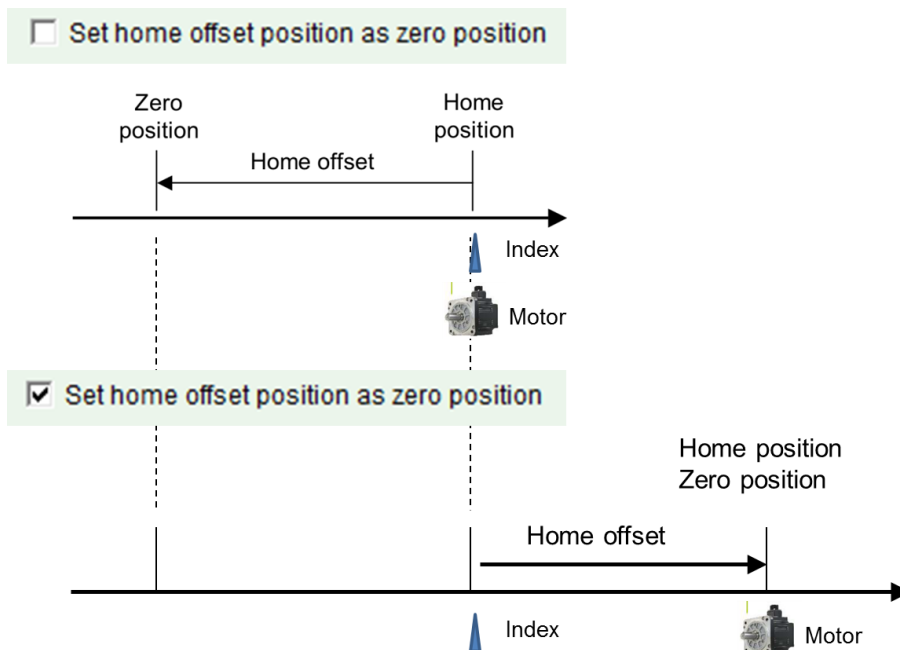 Set home offset position as zero position
Zero
position
Home
position
Home offset
Index
Motor
Set home offset position as zero position
Home position
Zero position
Home offset
Index
Motor